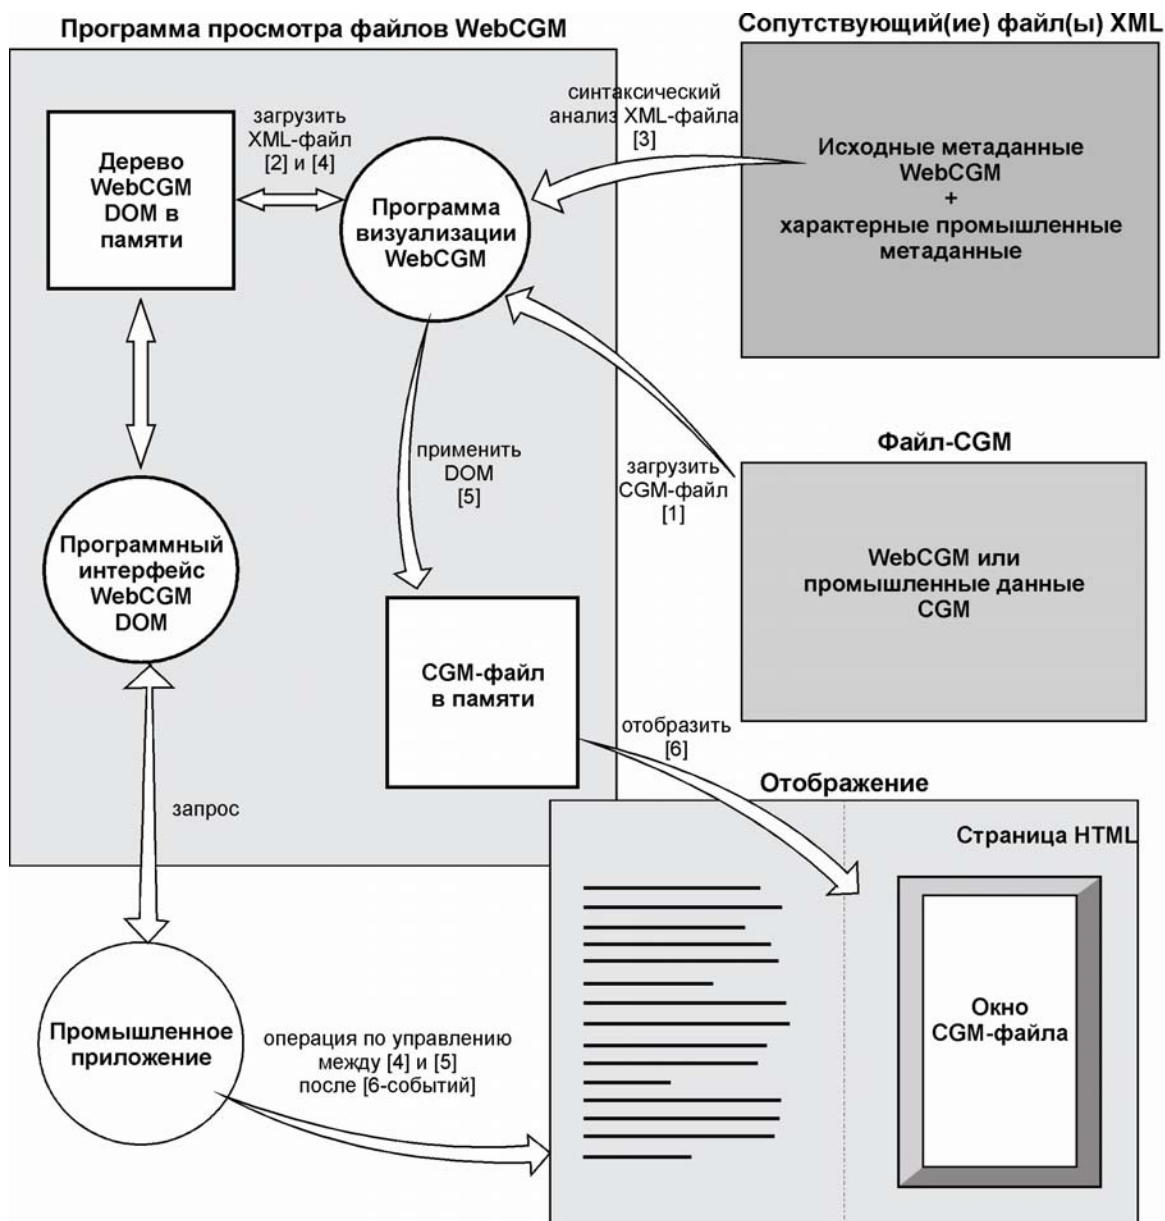 Программа просмотра файлов WebCGM
Сопутствующий(ие) файл(ы) XML
загрузить
XML-файл
[2] и [4]
синтаксический
анализ XML-файла
[3]
Дерево
WebCGM
DOM в
памяти
Программа
визуализации
WebCGM
Исходные метаданные
WebCGM
+
характерные промышленные
метаданные
применить
DOM
[5]
загрузить
CGM-файл
[1]
Файл-CGM
WebCGM или
промышленные данные
CGM
Программный
интерфейс
WebCGM
DOM
CGM-файл
в памяти
отобразить
[6]
Отображение
запрос
Страница HTML
Окно
CGM-файла
Промышленное
приложение
операция по управлению
между [4] и [5]
после [6-событий]